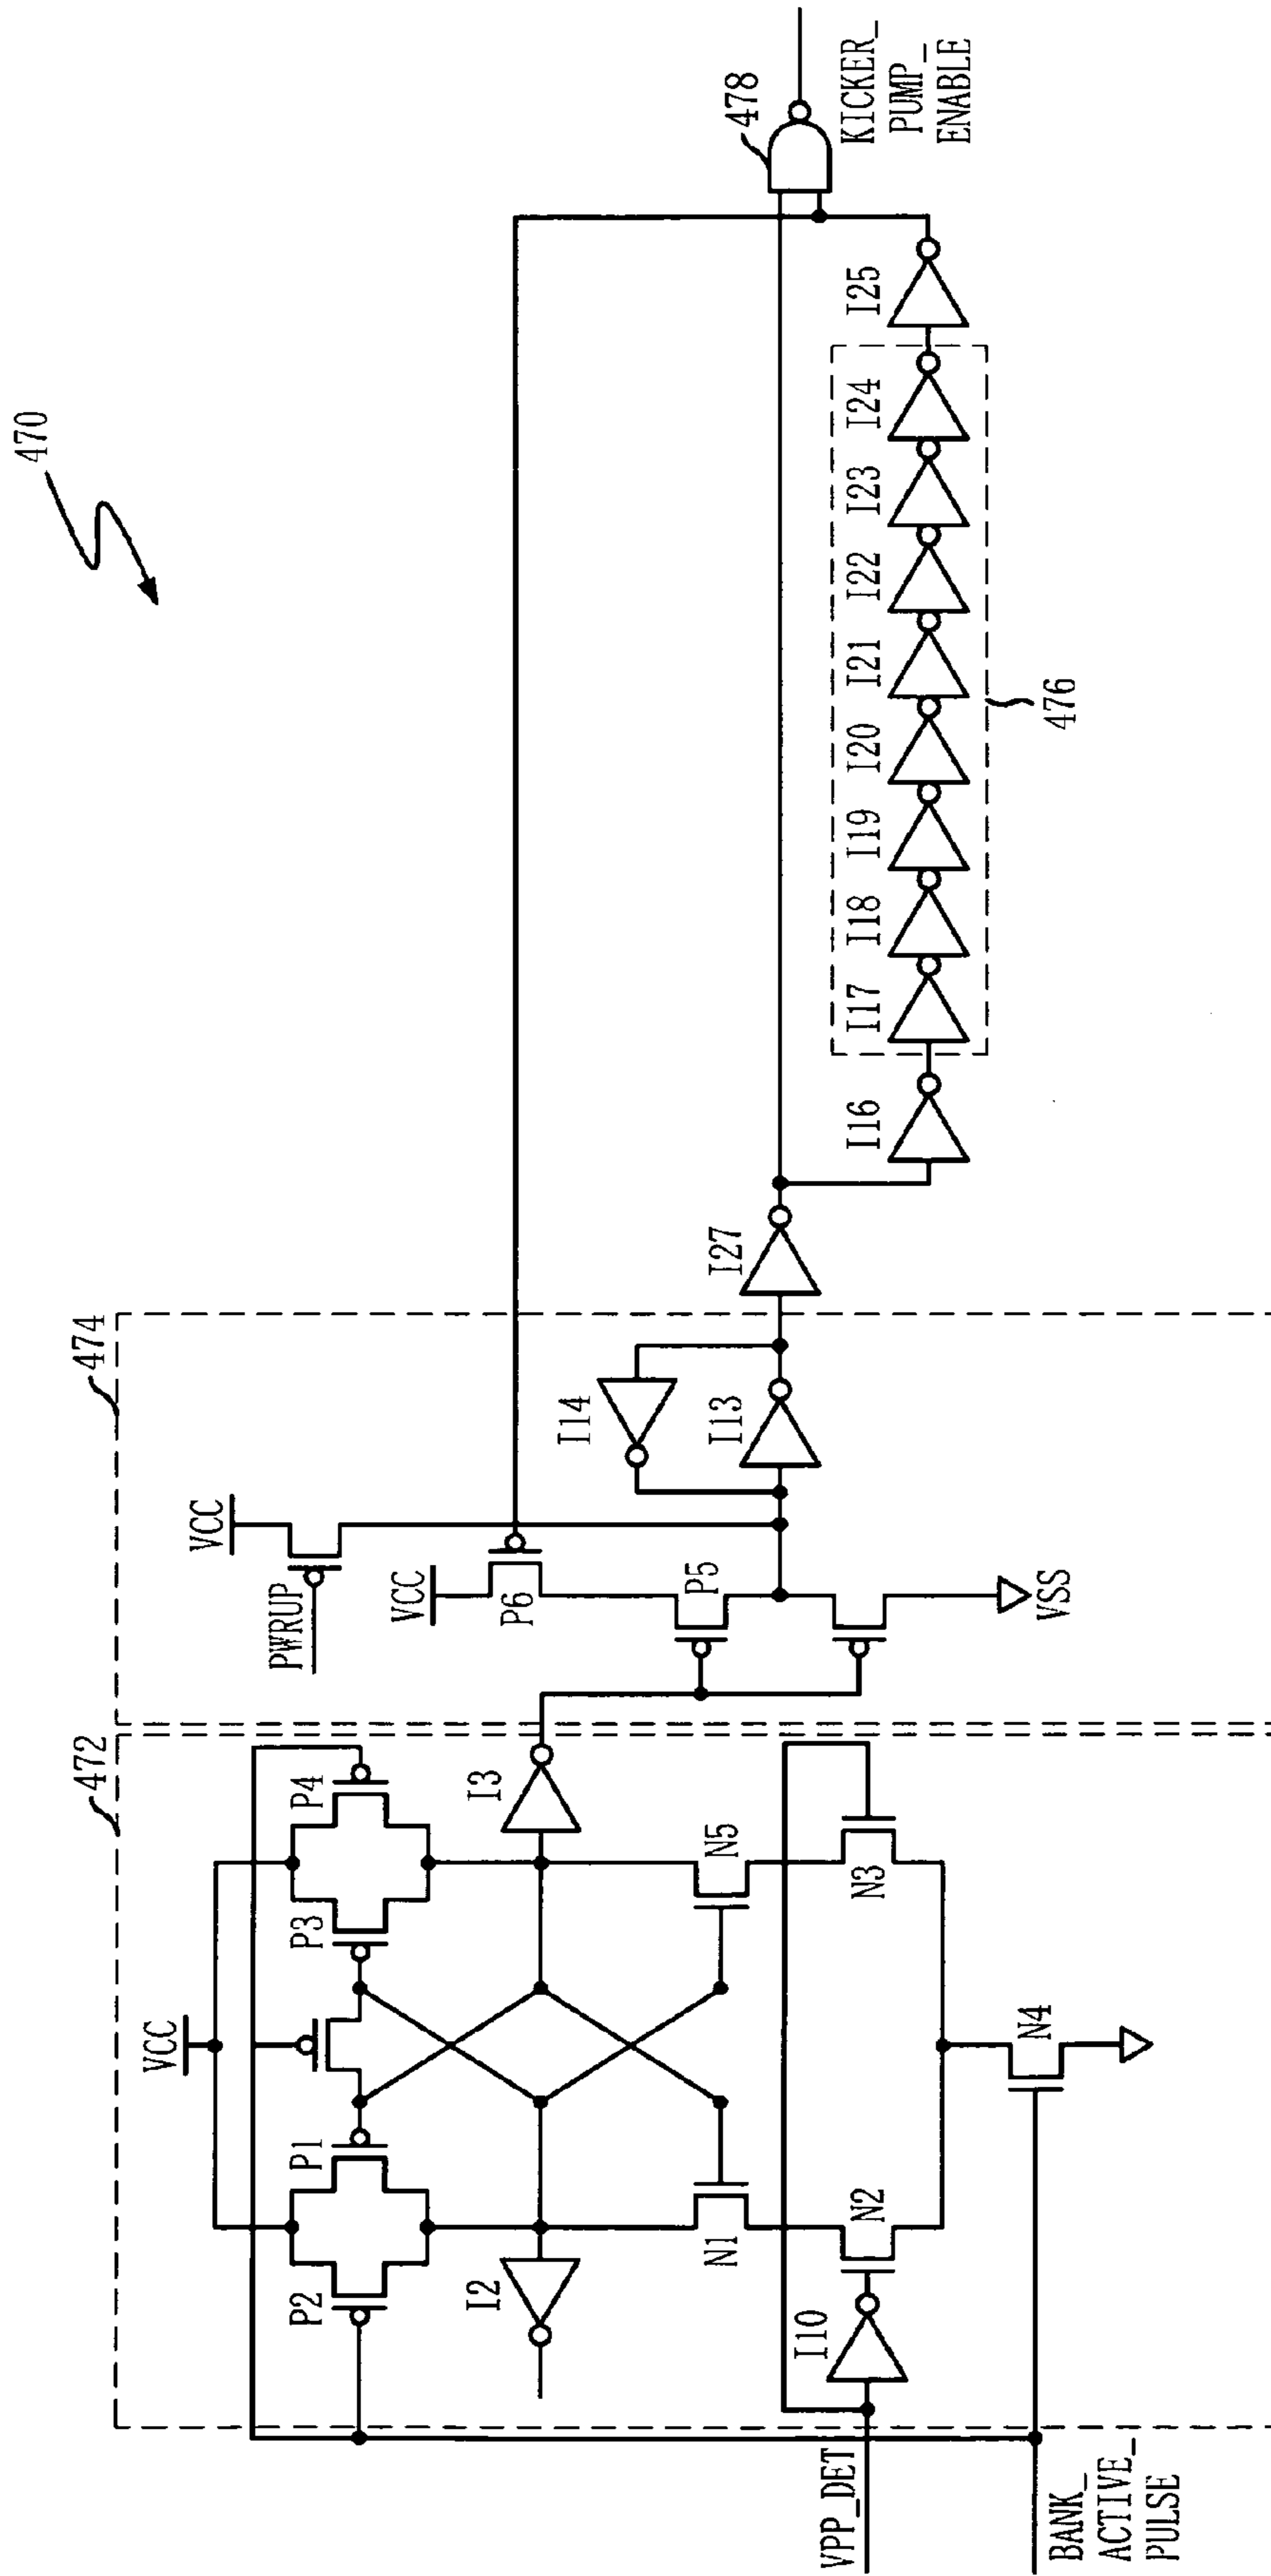 470
472
474
VCC
P2
P1
P3
P4
I2
I3
N1
N5
I10
N2
N3
N4
VPP_DET
BANK_
ACTIVE_
PULSE
VCC
PWRUP
VCC
P6
P5
VSS
I14
I13
I27
I16
I17
I18
I19
I20
I21
I22
I23
I24
I25
476
478
KICKER_
PUMP_
ENABLE